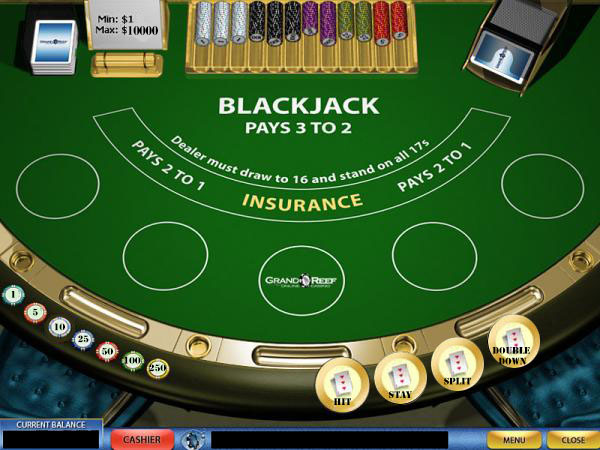 Min: $1
Max: $10000
BLACKJACK
PAYS 3 TO 2
Dealer must draw to 16 and stand on all 17s
PAYS 2 TO 1
INSURANCE
PAYS 2 TO 1
GRAND REEF
ONLINE CASINO
1
5
10
25
50
100
250
HIT
STAY
SPLIT
DOUBLE
DOWN
CURRENT BALANCE
CASHIER
MENU
CLOSE